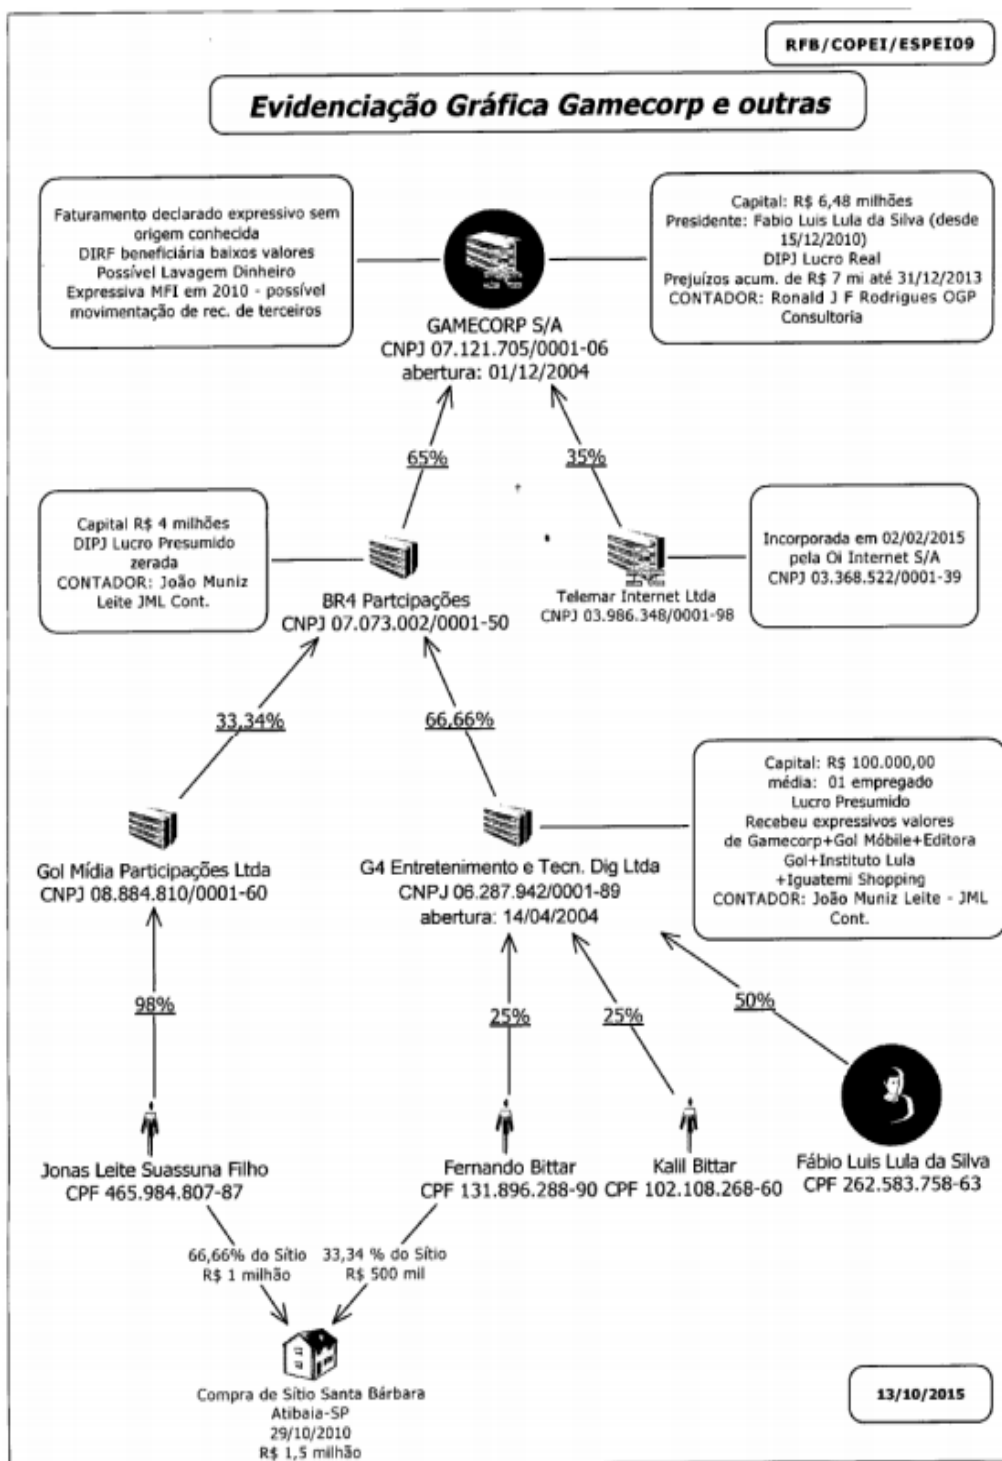 RFB/COPEI/ESPEI09
Evidenciação Gráfica Gamecorp e outras
Faturamento declarado expressivo sem
origem conhecida
DIRF beneficiária baixos valores
Possível Lavagem Dinheiro
Expressiva MFI em 2010 - possível
movimentação de rec. de terceiros
Capital: R$ 6,48 milhões
Presidente: Fabio Luis Lula da Silva (desde
15/12/2010)
DIPJ Lucro Real
Prejuízos acum. de R$ 7 mi até 31/12/2013
CONTADOR: Ronald J F Rodrigues OGP
Consultoria
GAMECORP S/A
CNPJ 07.121.705/0001-06
abertura: 01/12/2004
65%
35%
Capital R$ 4 milhões
DIPJ Lucro Presumido
zerada
CONTADOR: João Muniz
Leite JML Cont.
BR4 Partcipações
CNPJ 07.073.002/0001-50
Telemar Internet Ltda
CNPJ 03.986.348/0001-98
Incorporada em 02/02/2015
pela Oi Internet S/A
CNPJ 03.368.522/0001-39
33,34%
66,66%
Gol Mídia Participações Ltda
CNPJ 08.884.810/0001-60
G4 Entretenimento e Tecn. Dig Ltda
CNPJ 06.287.942/0001-89
abertura: 14/04/2004
Capital: R$ 100.000,00
média: 01 empregado
Lucro Presumido
Recebeu expressivos valores
de Gamecorp+Gol Móbile+Editora
Gol+Instituto Lula
+Iguatemi Shopping
CONTADOR: João Muniz Leite - JML
Cont.
98%
25%
25%
50%
Jonas Leite Suassuna Filho
CPF 465.984.807-87
Fernando Bittar
CPF 131.896.288-90
Kalil Bittar
CPF 102.108.268-60
Fábio Luis Lula da Silva
CPF 262.583.758-63
66,66% do Sítio
R$ 1 milhão
33,34 % do Sítio
R$ 500 mil
Compra de Sítio Santa Bárbara
Atibaia-SP
29/10/2010
R$ 1,5 milhão
13/10/2015